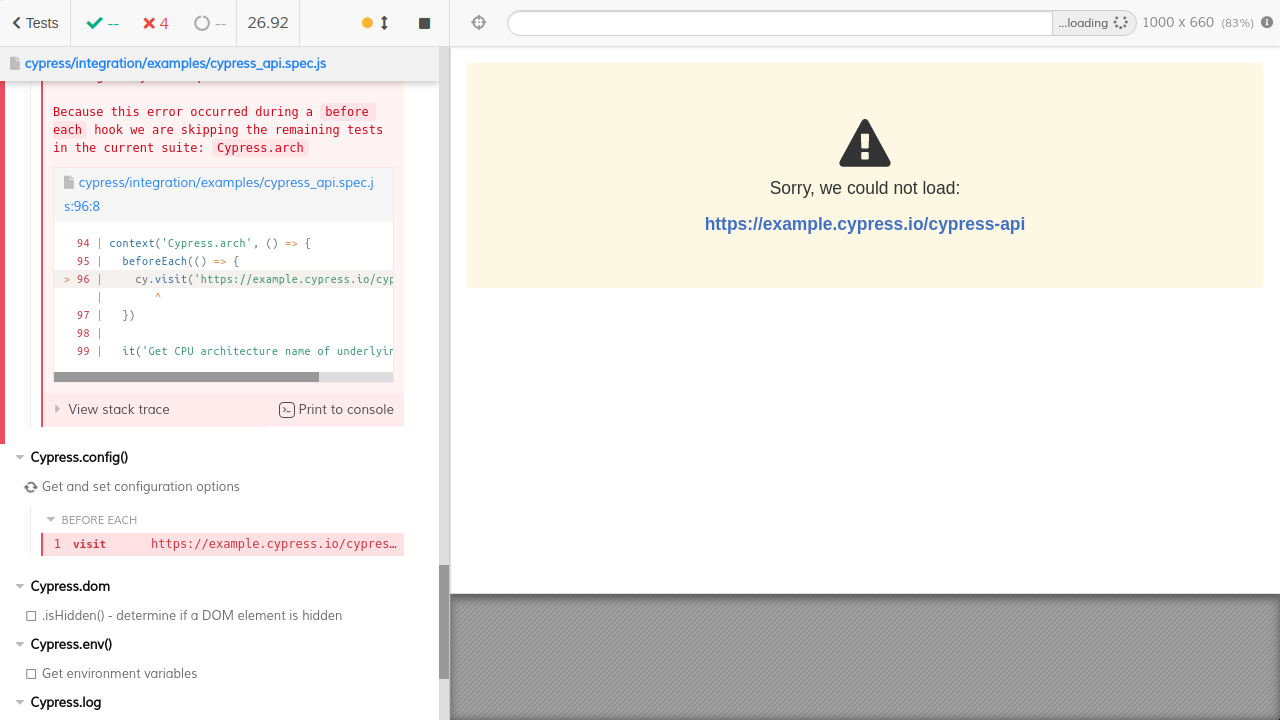 Tests
--
4
--
26.92
...loading
1000 x 660 (83%)
cypress/integration/examples/cypress_api.spec.js
Because this error occurred during a before
each hook we are skipping the remaining tests
in the current suite: Cypress.arch
cypress/integration/examples/cypress_api.spec.j
s:96:8
94 | context('Cypress.arch', () => {
95 | beforeEach(() => {
> 96 | cy.visit('https://example.cypress.io/cyp
| ^
97 | })
98 |
99 | it('Get CPU architecture name of underlyin
View stack trace
Print to console
Cypress.config()
Get and set configuration options
BEFORE EACH
1 visit https://example.cypress.io/cypres…
Cypress.dom
.isHidden() - determine if a DOM element is hidden
Cypress.env()
Get environment variables
Cypress.log
Sorry, we could not load:
https://example.cypress.io/cypress-api